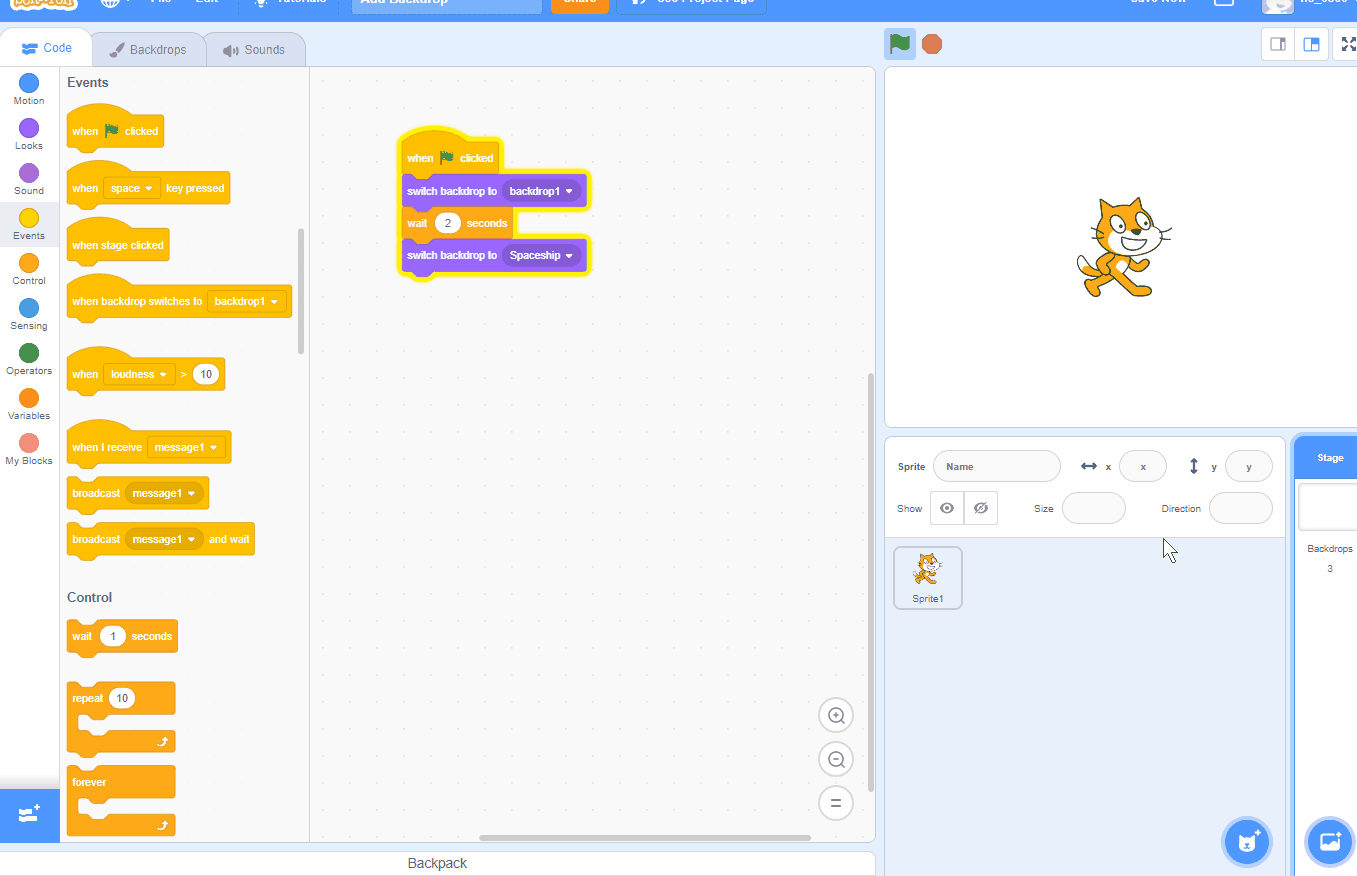 File
Edit
Tutorials
Add Backdrop
Share
See Project Page
Save Now
Code
Backdrops
Sounds
Motion
Looks
Sound
Events
Control
Sensing
Operators
Variables
My Blocks
Events
when clicked
when space key pressed
when stage clicked
when backdrop switches to backdrop1
when loudness > 10
when I receive message1
broadcast message1
broadcast message1 and wait
Control
wait 1 seconds
repeat 10
forever
when clicked
switch backdrop to backdrop1
wait 2 seconds
switch backdrop to Spaceship
Backpack
Sprite Name x x y y
Show Size Direction
Sprite1
Stage
Backdrops
3